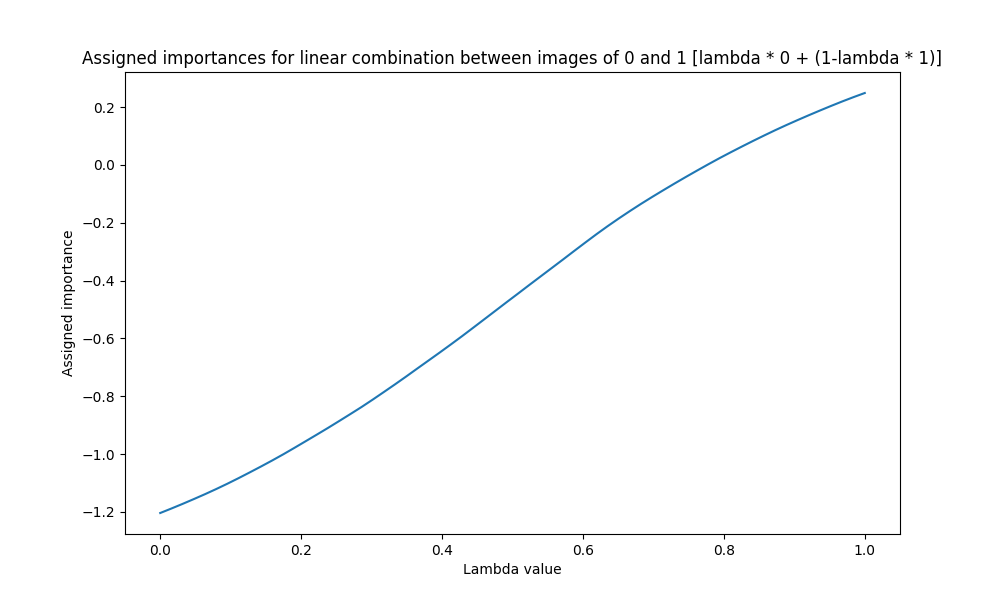 Assigned importances for linear combination between images of 0 and 1 [lambda * 0 + (1-lambda * 1)]
0.2
0.0
−0.2
−0.4
−0.6
−0.8
−1.0
−1.2
Assigned importance
0.0 0.2 0.4 0.6 0.8 1.0
Lambda value